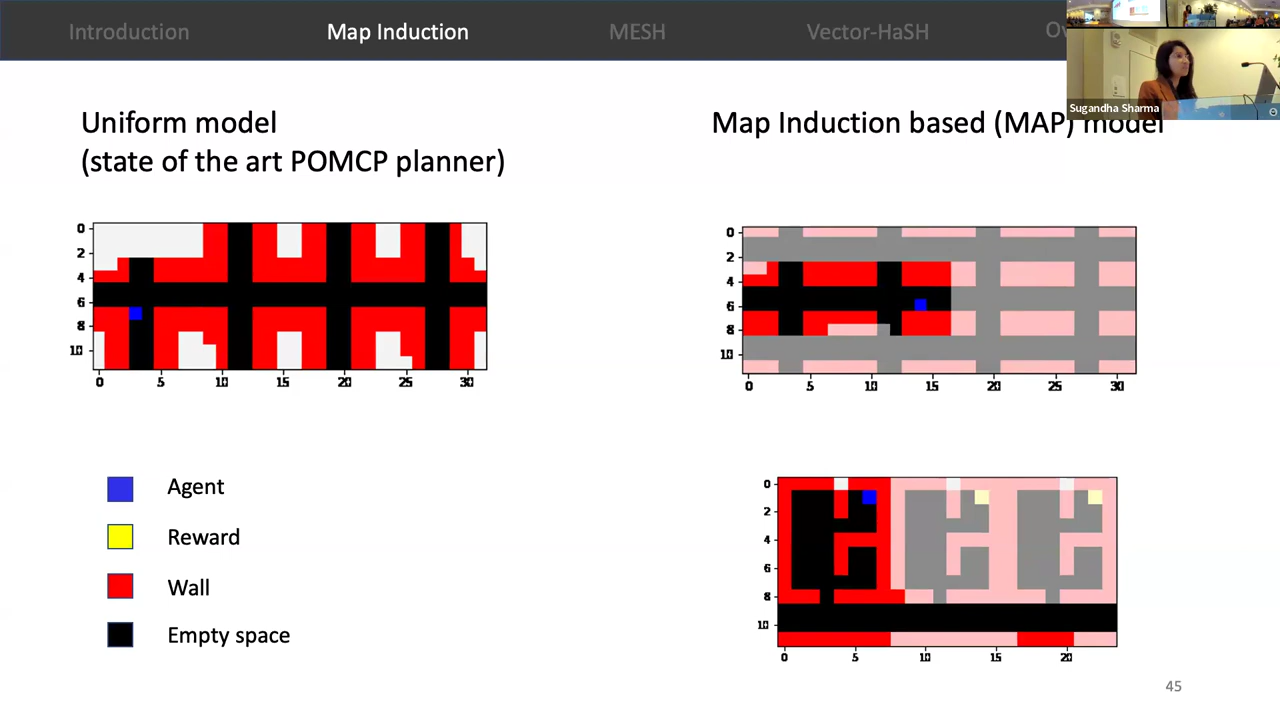 Introduction
Map Induction
MESH
Vector-HaSH
Sugandha Sharma
Uniform model
(state of the art POMCP planner)
Map Induction based (MAP) model
0
2
4
6
8
10
0 5 10 15 20 25 30
0
2
4
6
8
10
0 5 10 15 20 25 30
Agent
Reward
Wall
Empty space
0
2
4
6
8
10
0 5 10 15 20
45